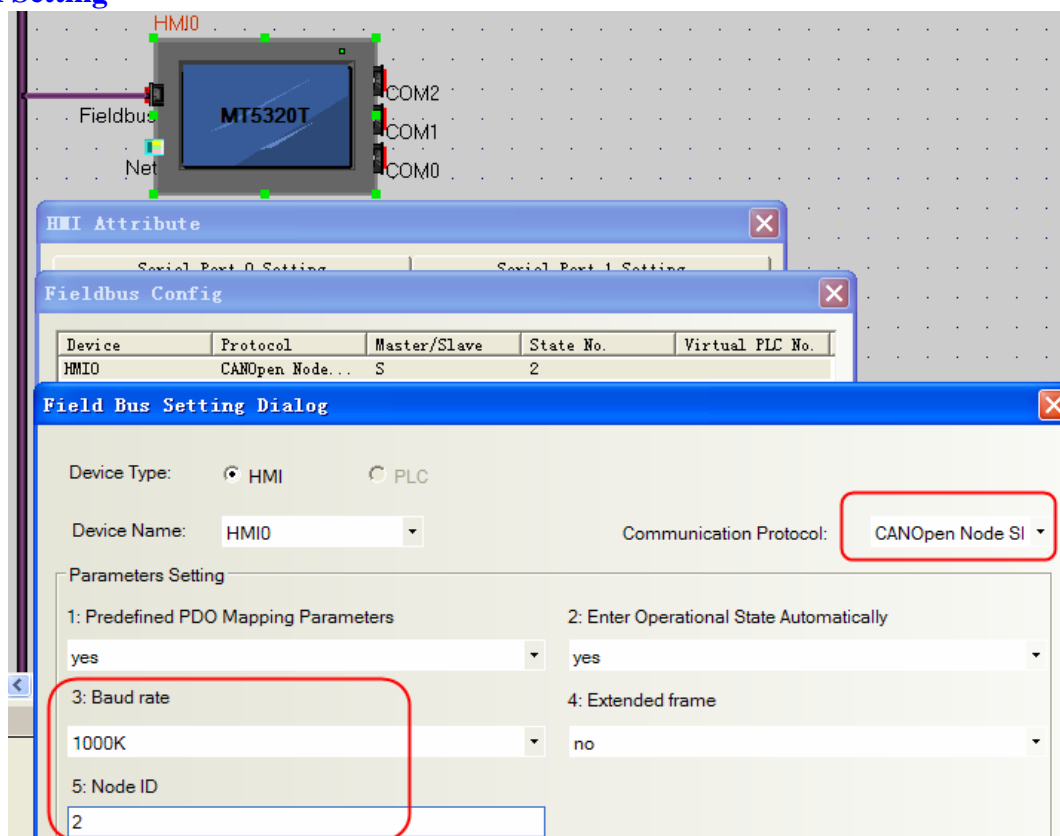 Setting
HMI0
MT5320T
COM2
Fieldbus
COM1
Net
COM0
HMI Attribute
Serial Port 0 Setting Serial Port 1 Setting
Fieldbus Config
Device Protocol Master/Slave State No. Virtual PLC No.
HMI0 CANOpen Node... S 2
Field Bus Setting Dialog
Device Type: HMI PLC
Device Name: HMI0 Communication Protocol: CANOpen Node Sl
Parameters Setting
1: Predefined PDO Mapping Parameters 2: Enter Operational State Automatically
yes yes
3: Baud rate 4: Extended frame
1000K no
5: Node ID
2